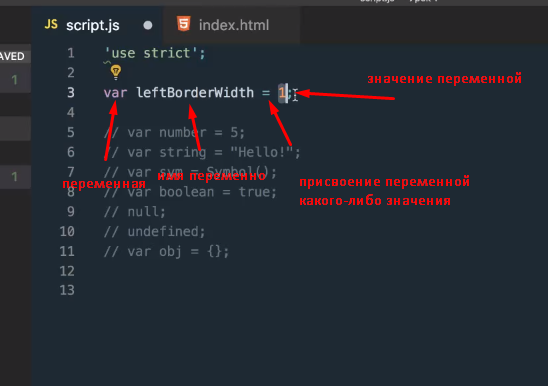 script.js
index.html
AVED
1 'use strict';
2
3 var leftBorderWidth = 1;
значение переменной
4
5 // var number = 5;
6 // var string = "Hello!";
1
7 // var sym = Symbol();
переменная
имя переменно
присвоение переменной
какого-либо значения
1
8 // var boolean = true;
9 // null;
10 // undefined;
11 // var obj = {};
12
13